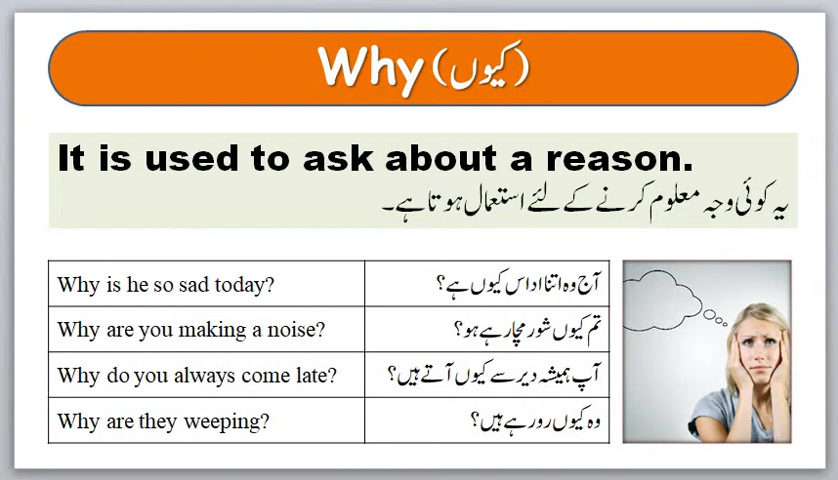 Why (کیوں)
It is used to ask about a reason.
یہ کوئی وجہ معلوم کرنے کے لئے استعمال ہوتا ہے۔
Why is he so sad today? آج وہ اتنا اداس کیوں ہے؟
Why are you making a noise? تم کیوں شور مچا رہے ہو؟
Why do you always come late? آپ ہمیشہ دیر سے کیوں آتے ہیں؟
Why are they weeping? وہ کیوں رو رہے ہیں؟